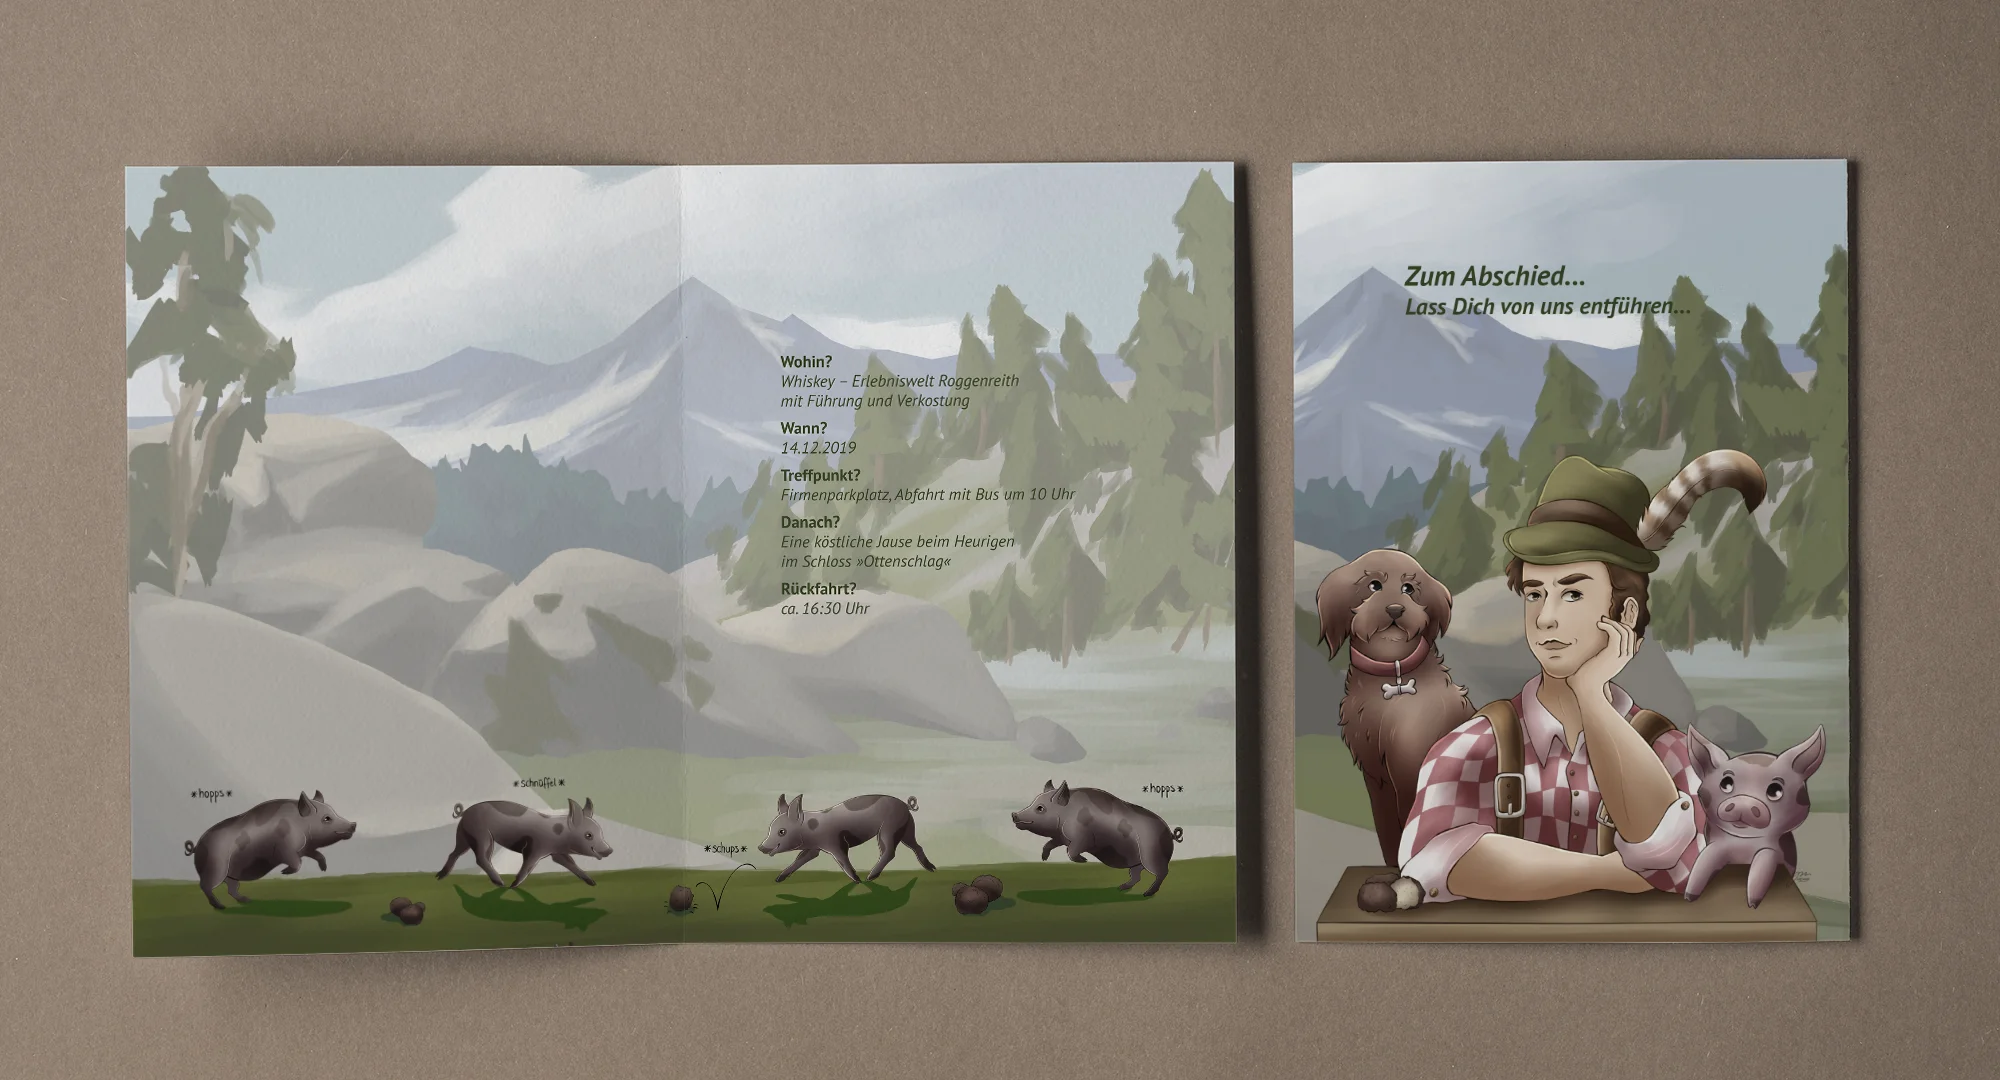 Wohin?
Whiskey – Erlebniswelt Roggenreith
mit Führung und Verkostung
Wann?
14.12.2019
Treffpunkt?
Firmenparkplatz, Abfahrt mit Bus um 10 Uhr
Danach?
Eine köstliche Jause beim Heurigen
im Schloss »Ottenschlag«
Rückfahrt?
ca. 16:30 Uhr
*hopps*
*schnüffel*
*schups*
*hopps*
Zum Abschied...
Lass Dich von uns entführen...